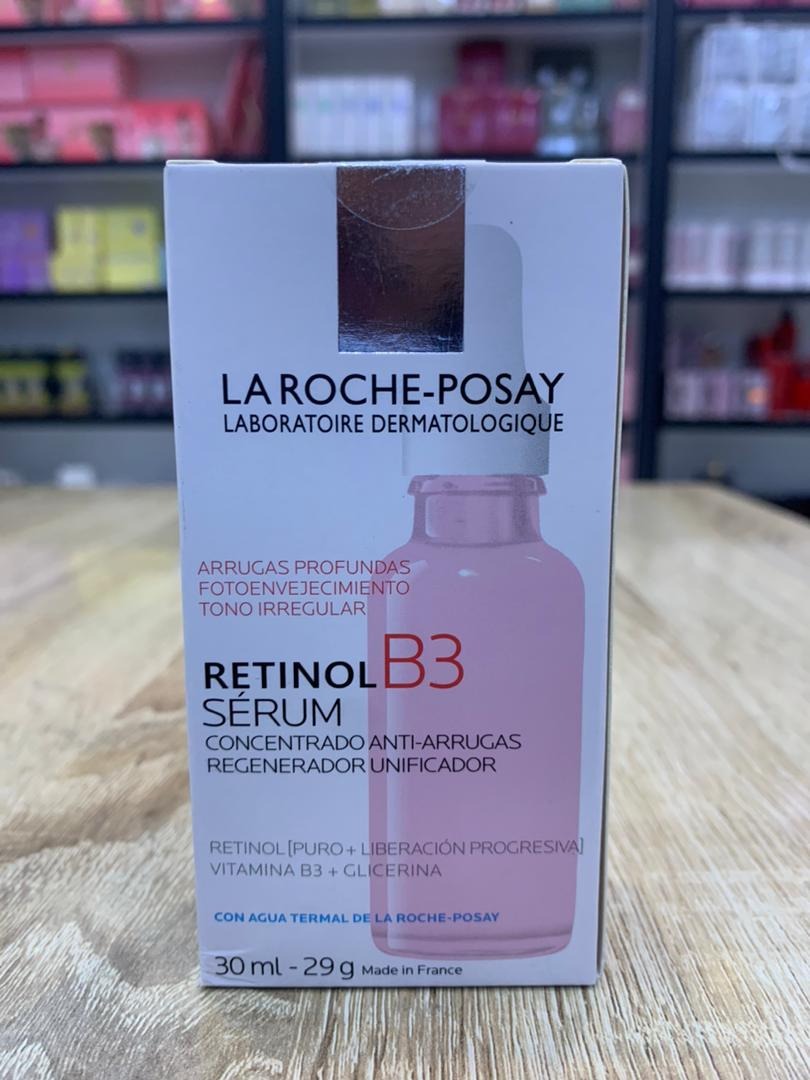 LA ROCHE-POSAY
LABORATOIRE DERMATOLOGIQUE
ARRUGAS PROFUNDAS
FOTOENVEJECIMIENTO
TONO IRREGULAR
RETINOL B3
SÉRUM
CONCENTRADO ANTI-ARRUGAS
REGENERADOR UNIFICADOR
RETINOL [PURO + LIBERACIÓN PROGRESIVA]
VITAMINA B3 + GLICERINA
CON AGUA TERMAL DE LA ROCHE-POSAY
30 ml - 29 g Made in France